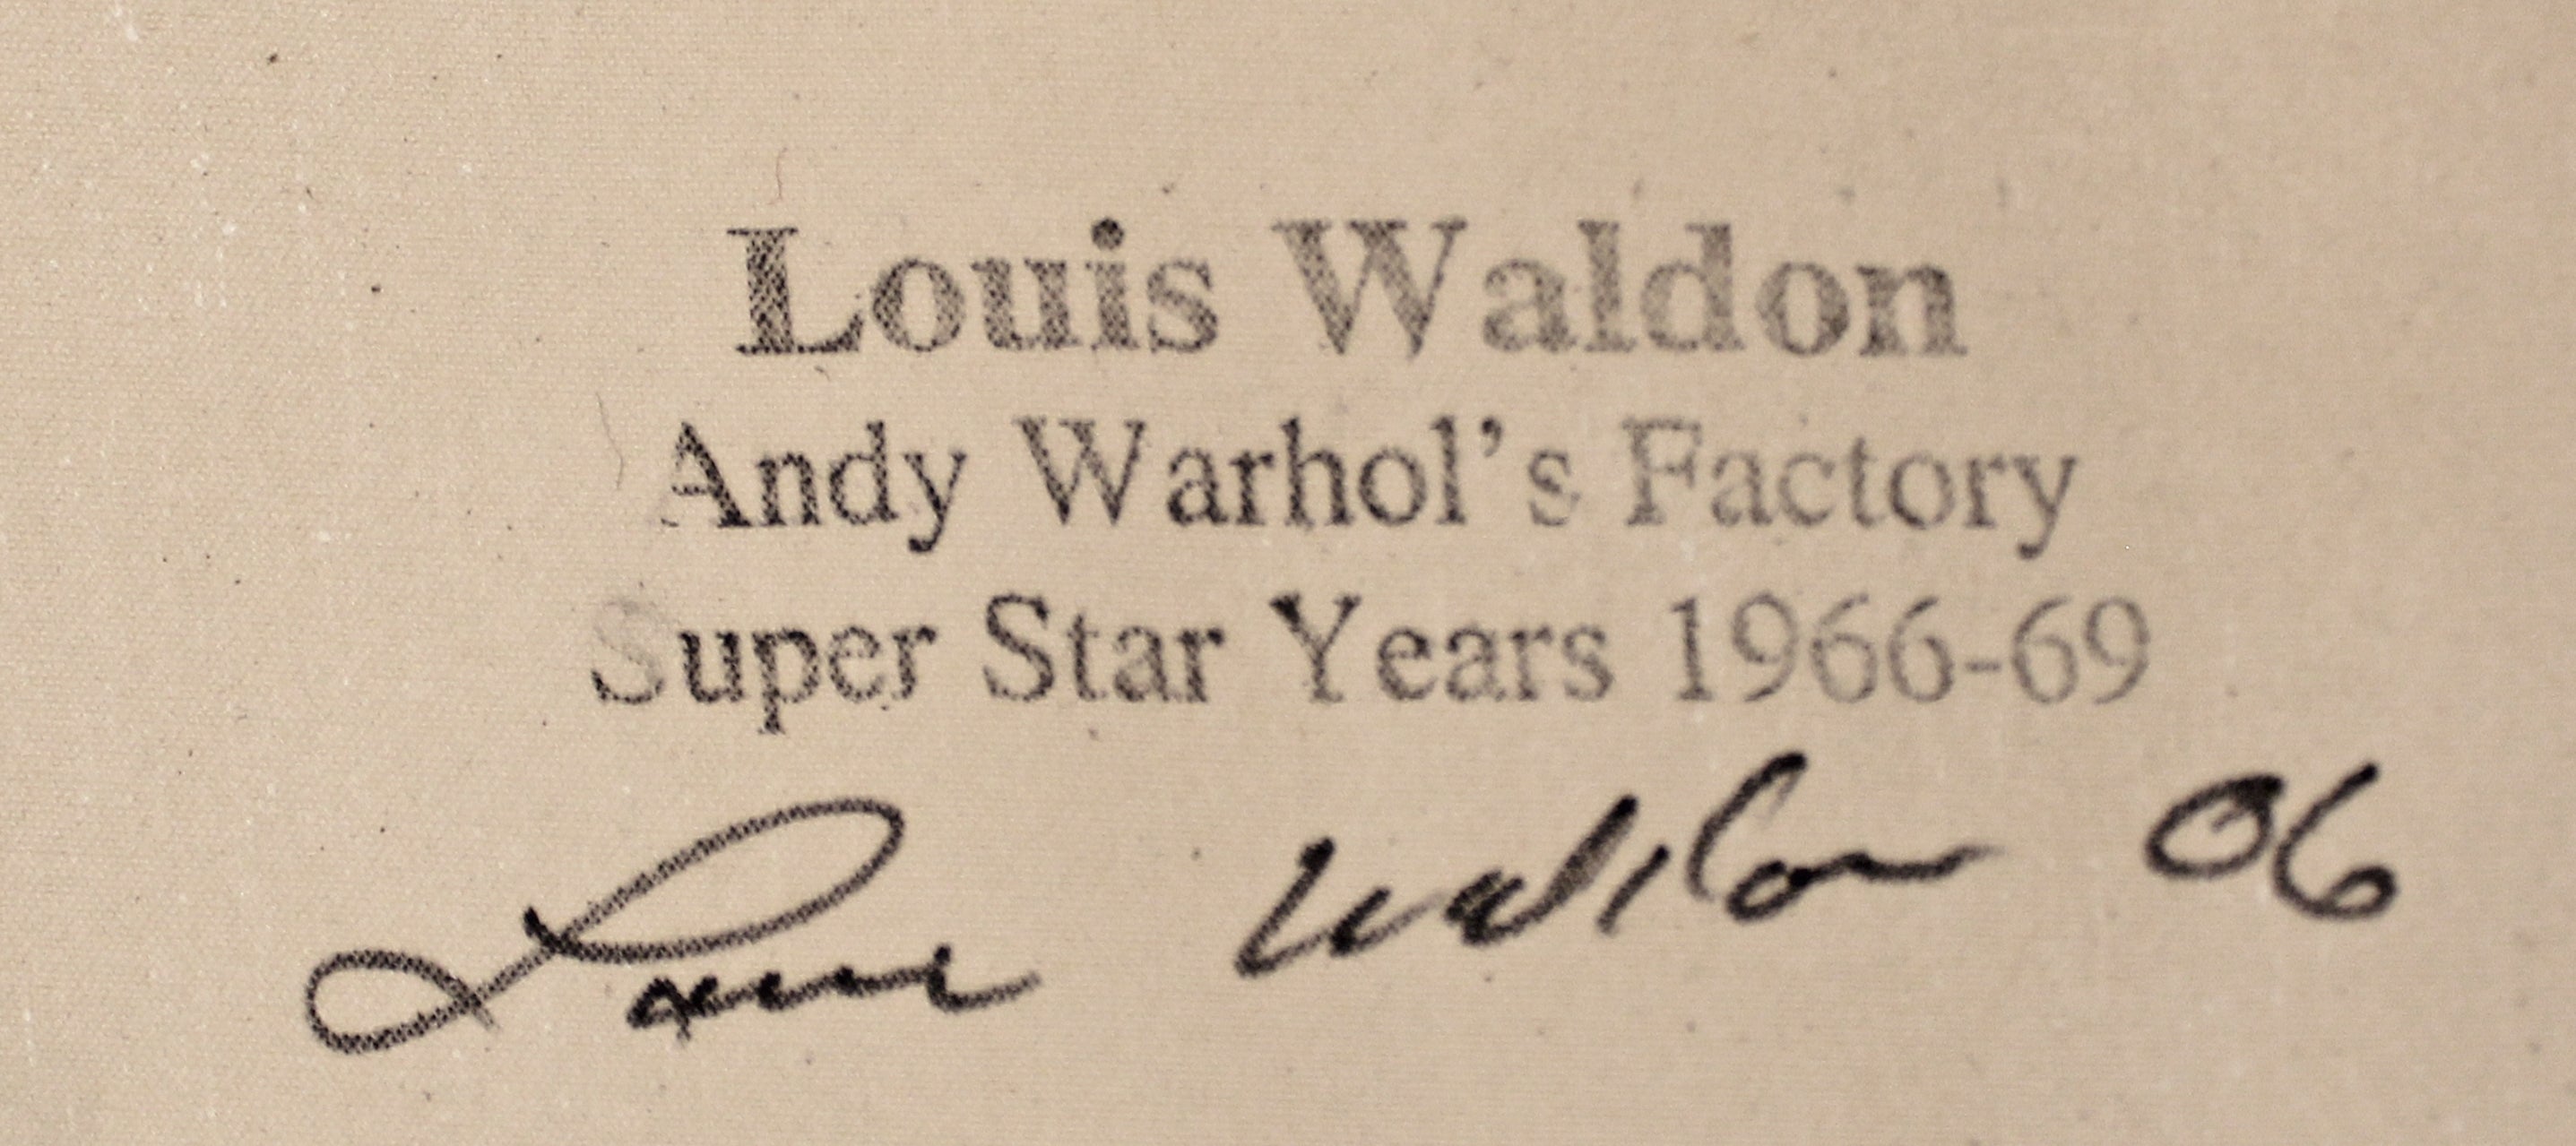 Louis Waldon
Andy Warhol's Factory
Super Star Years 1966-69
Louis Waldon 06